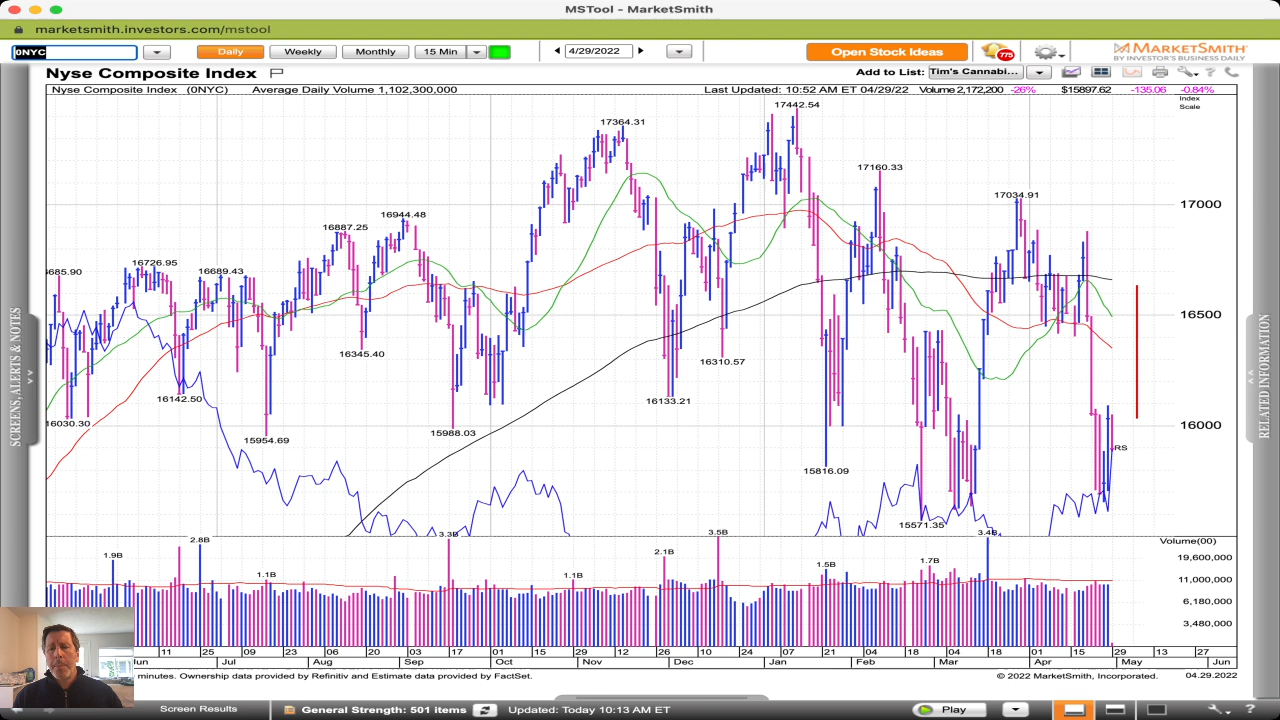 MSTool - MarketSmith
marketsmith.investors.com/mstool
0NYC Daily Weekly Monthly 15 Min 4/29/2022 Open Stock Ideas 775 MARKETSMITH
BY INVESTOR'S BUSINESS DAILY
Nyse Composite Index Add to List: Tim's Cannabi...
Nyse Composite Index (0NYC) Average Daily Volume 1,102,300,000 Last Updated: 10:52 AM ET 04/29/22 Volume 2,172,200 -26% $15897.62 -135.06 -0.84%
Index
Scale
17442.54
17364.31
17160.33
17034.91
17000
16944.48
16887.25
16726.95
16689.43
16685.90
16500
16345.40
16310.57
16142.50
16133.21
16030.30
16000
15988.03
15954.69
RS
15816.09
15571.35
3.5B
3.3B
3.4B
Volume(00)
2.8B
2.1B
1.9B
19,600,000
1.7B
1.5B
1.1B
1.1B
11,000,000
6,180,000
3,480,000
11 25 09 23 06 20 03 17 01 15 29 12 26 10 24 07 21 04 18 04 18 01 15 29 13 27
Jun Jul Aug Sep Oct Nov Dec Jan Feb Mar Apr May Jun
minutes. Ownership data provided by Refinitiv and Estimate data provided by FactSet. © 2022 MarketSmith, Incorporated. 04.29.2022
SCREENS, ALERTS & NOTES
RELATED INFORMATION
Screen Results General Strength: 501 items Updated: Today 10:13 AM ET Play